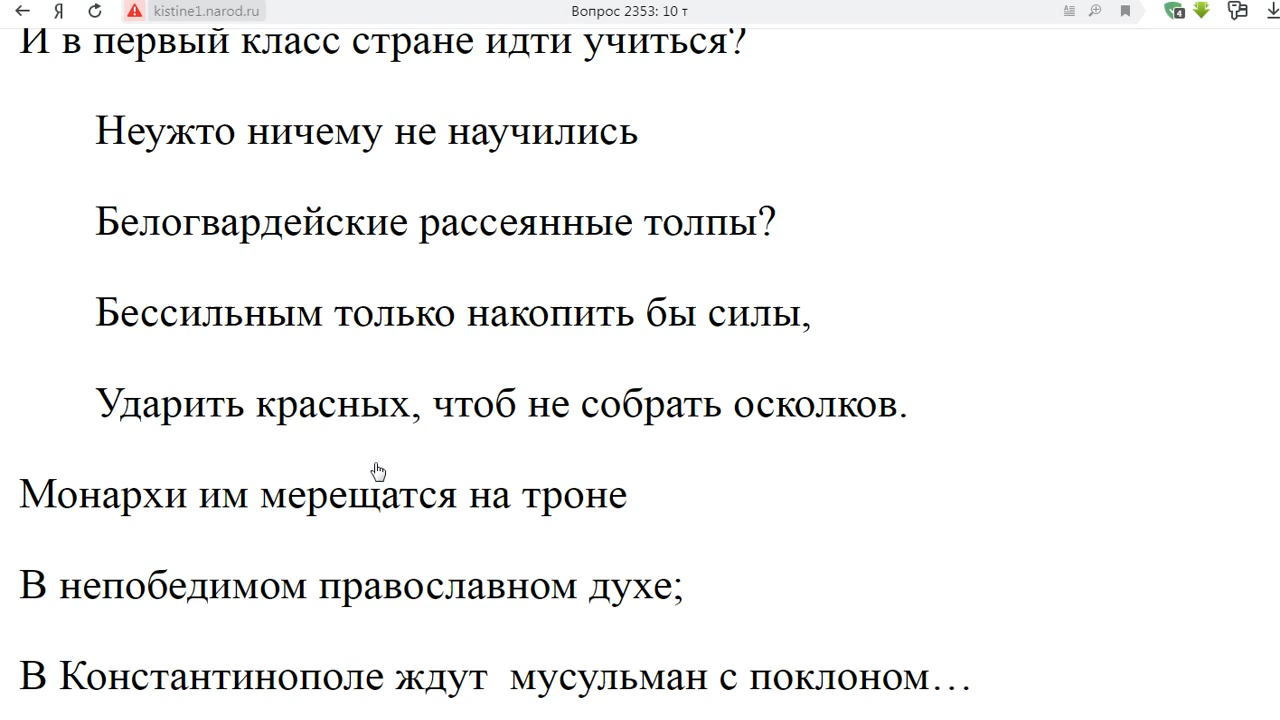 kistine1.narod.ru
Вопрос 2353: 10 т
4
И в первый класс стране идти учиться?
Неужто ничему не научились
Белогвардейские рассеянные толпы?
Бессильным только накопить бы силы,
Ударить красных, чтоб не собрать осколков.
Монархи им мерещатся на троне
В непобедимом православном духе;
В Константинополе ждут  мусульман с поклоном…